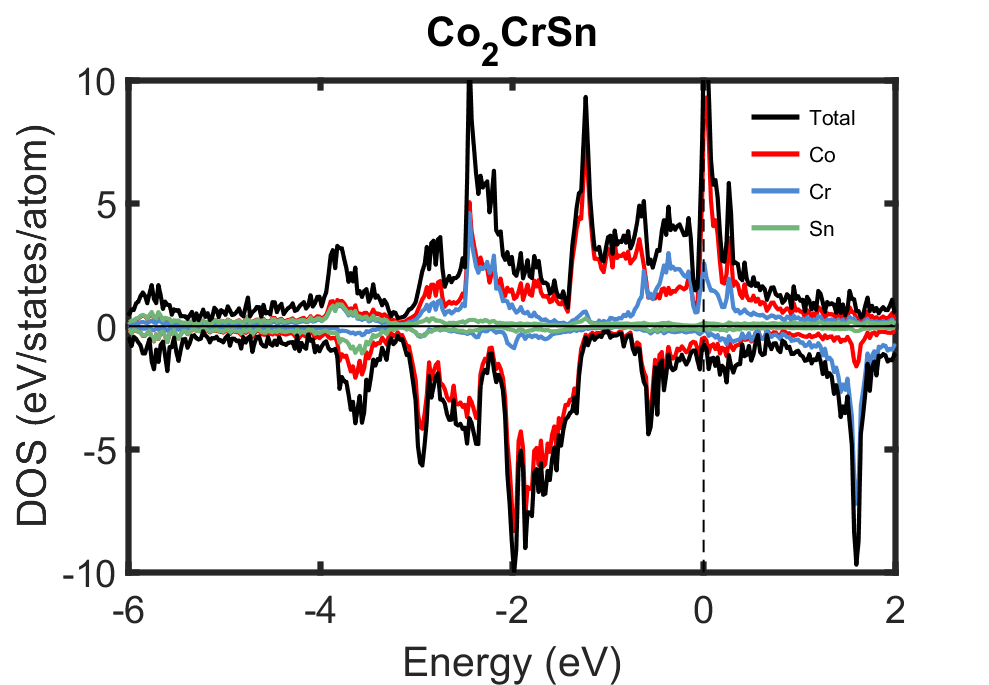 Co₂CrSn
10
5
0
-5
-10
DOS (eV/states/atom)
Total
Co
Cr
Sn
-6 -4 -2 0 2
Energy (eV)